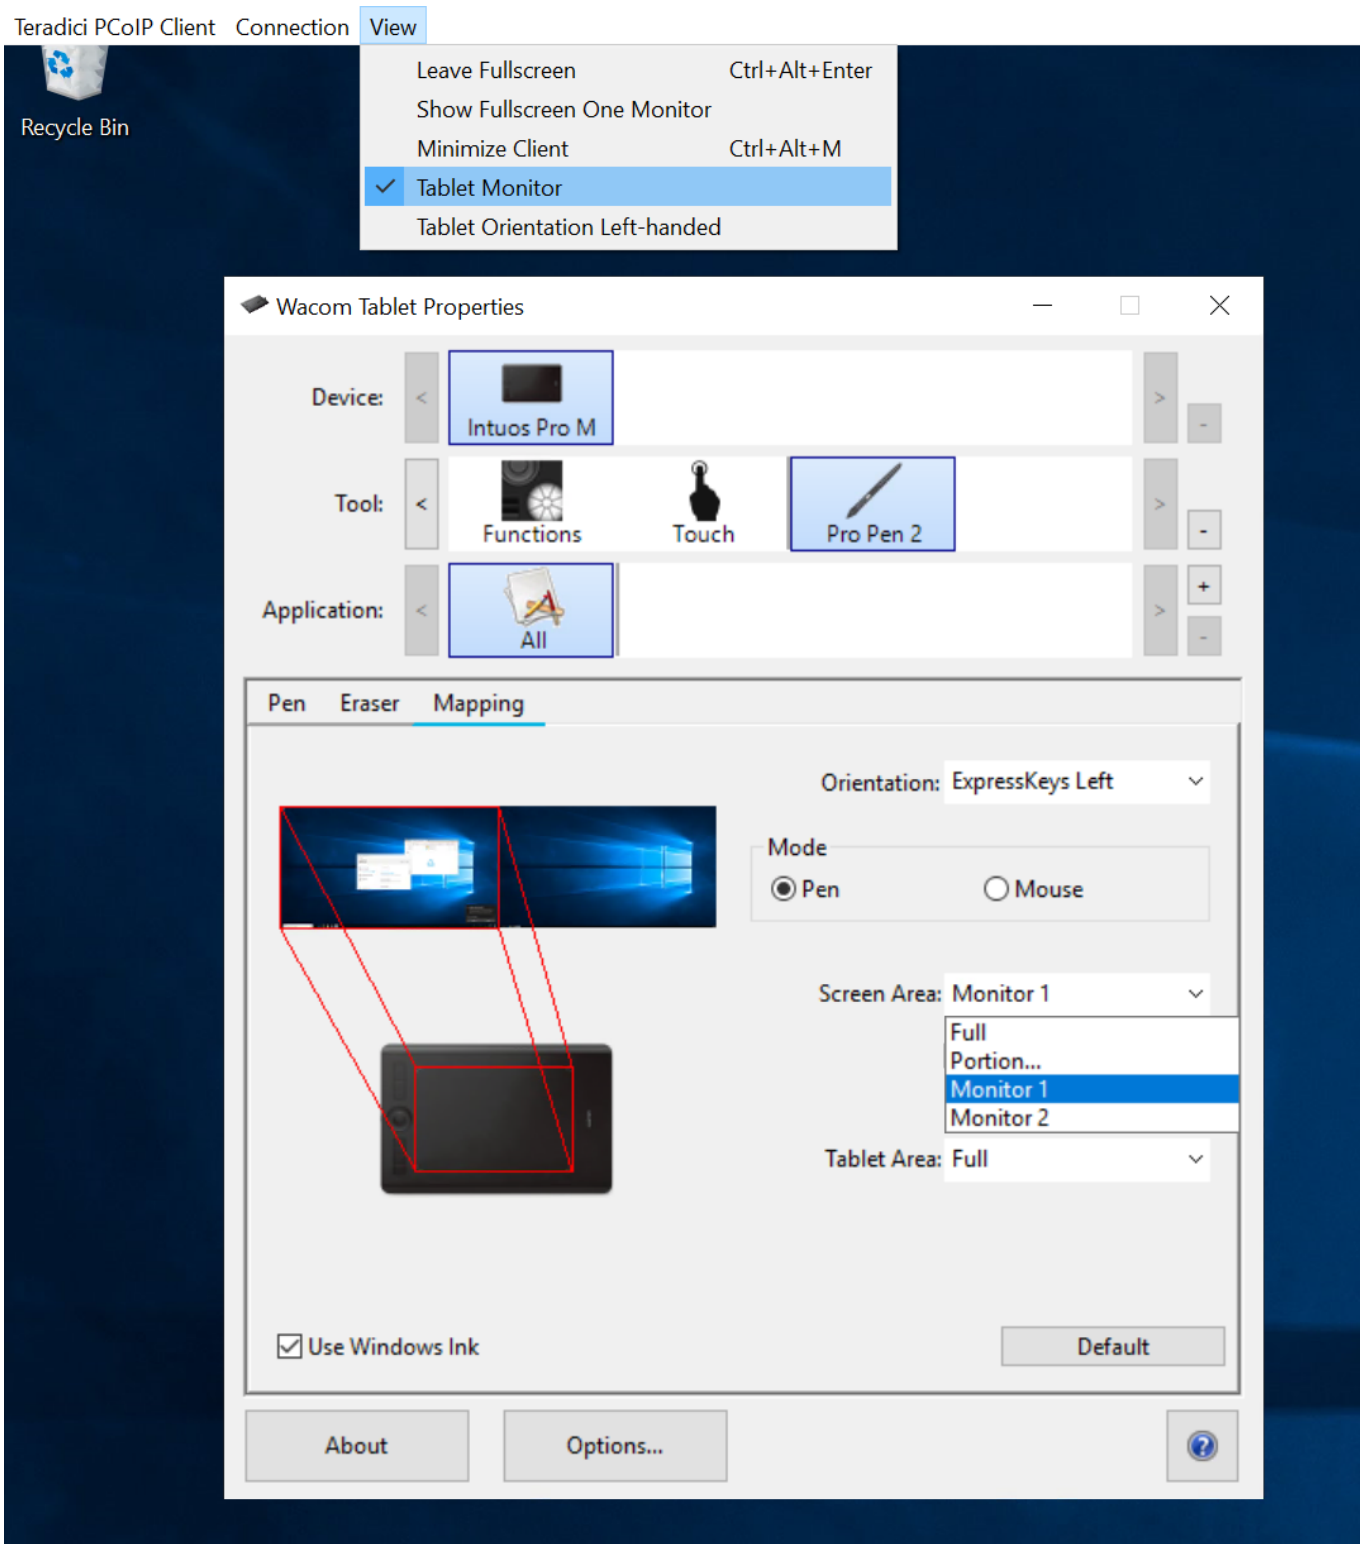 Teradici PCoIP Client Connection View
Leave Fullscreen Ctrl+Alt+Enter
Show Fullscreen One Monitor
Minimize Client Ctrl+Alt+M
Tablet Monitor
Tablet Orientation Left-handed
Recycle Bin
Wacom Tablet Properties
Device: < Intuos Pro M > -
Tool: < Functions Touch Pro Pen 2 > -
Application: < All > + -
Pen Eraser Mapping
Orientation: ExpressKeys Left
Mode
Pen Mouse
Screen Area: Monitor 1
Full
Portion...
Monitor 1
Monitor 2
Tablet Area: Full
Use Windows Ink Default
About Options... ?